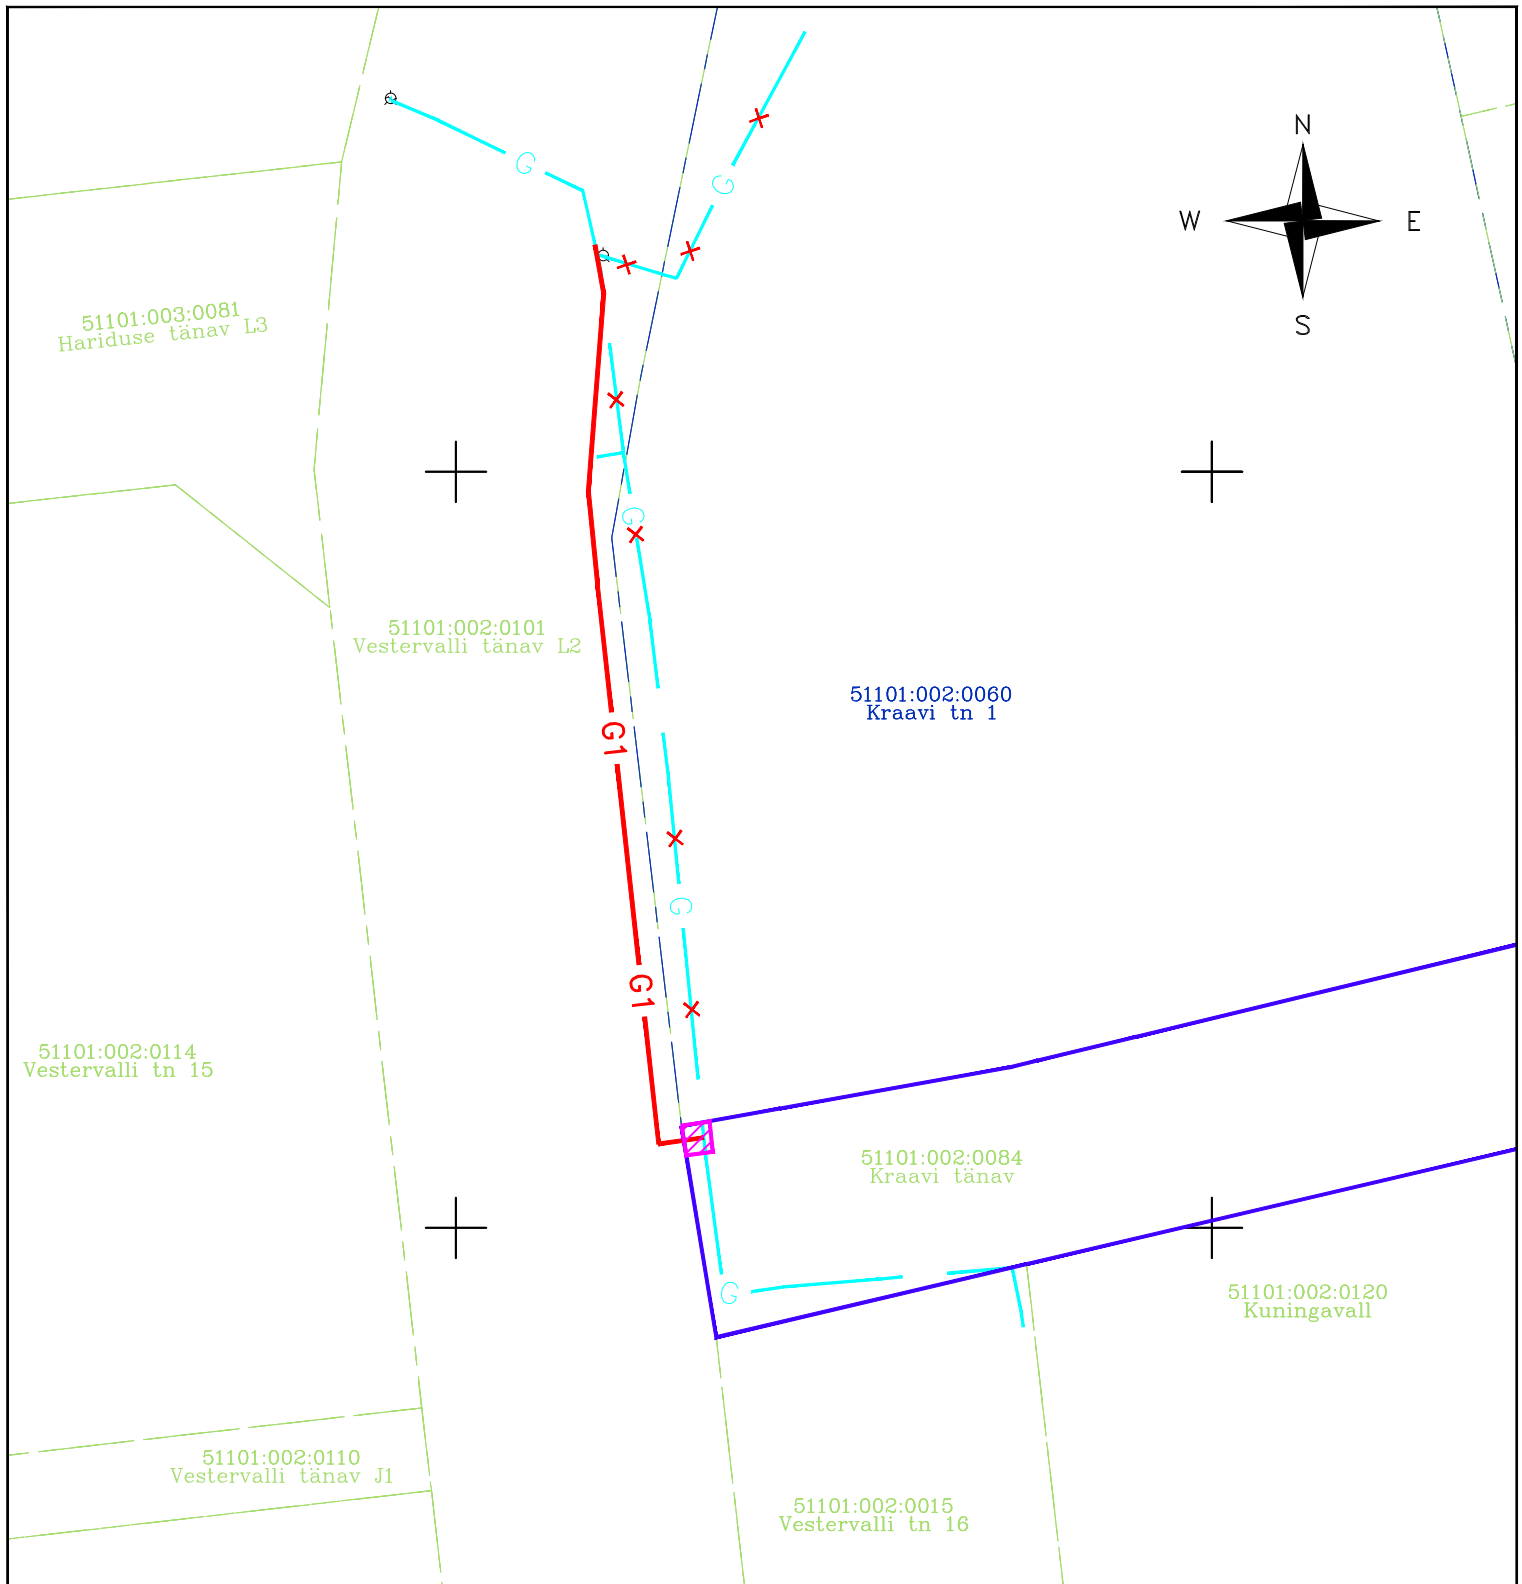 N
G
G
W
E
51101:003:0081
Hariduse tänav L3
S
G
51101:002:0101
Vestervalli tänav L2
51101:002:0060
Kraavi tn 1
G1
G
G1
51101:002:0114
Vestervalli tn 15
51101:002:0084
Kraavi tänav
G
51101:002:0120
Kuningavall
51101:002:0110
Vestervalli tänav J1
51101:002:0015
Vestervalli tn 16